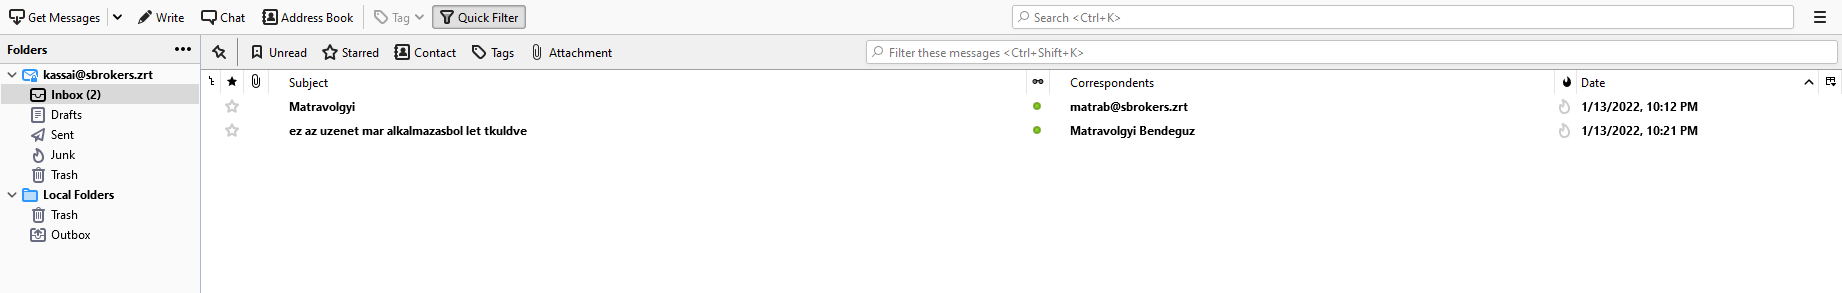 Get Messages Write Chat Address Book Tag Quick Filter Search <Ctrl+K>
Folders Unread Starred Contact Tags Attachment Filter these messages <Ctrl+Shift+K>
kassai@sbrokers.zrt
Inbox (2)
Drafts
Sent
Junk
Trash
Local Folders
Trash
Outbox
Subject Correspondents Date
Matravolgyi matrab@sbrokers.zrt 1/13/2022, 10:12 PM
ez az uzenet mar alkalmazasbol let tkuldve Matravolgyi Bendeguz 1/13/2022, 10:21 PM